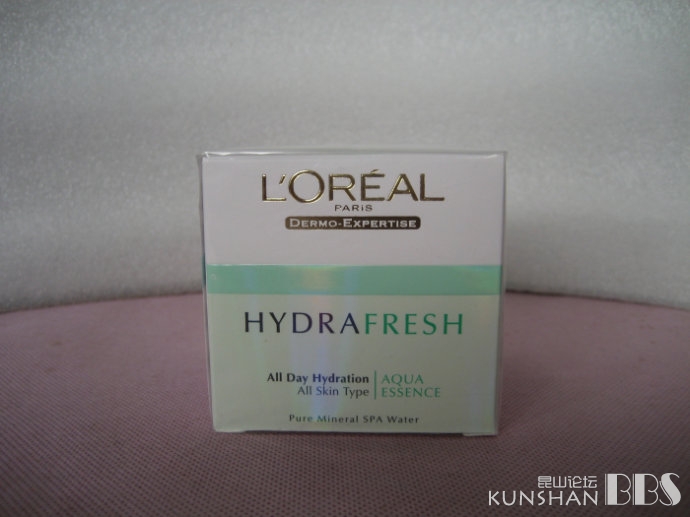 L'ORÉAL
PARIS
DERMO-EXPERTISE
HYDRAFRESH
All Day Hydration | AQUA
All Skin Type | ESSENCE
Pure Mineral SPA Water
昆山论坛
KUNSHAN BBS